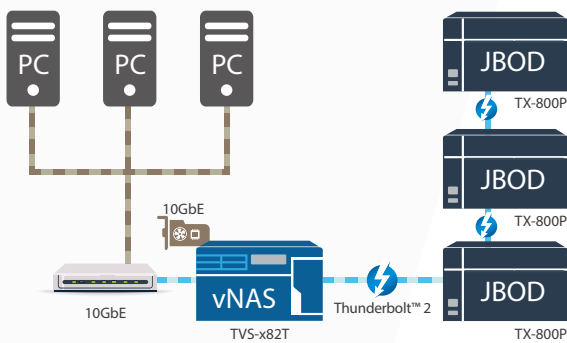 PC
PC
PC
JBOD
TX-800P
JBOD
TX-800P
10GbE
vNAS
TVS-x82T
10GbE
Thunderbolt™ 2
JBOD
TX-800P